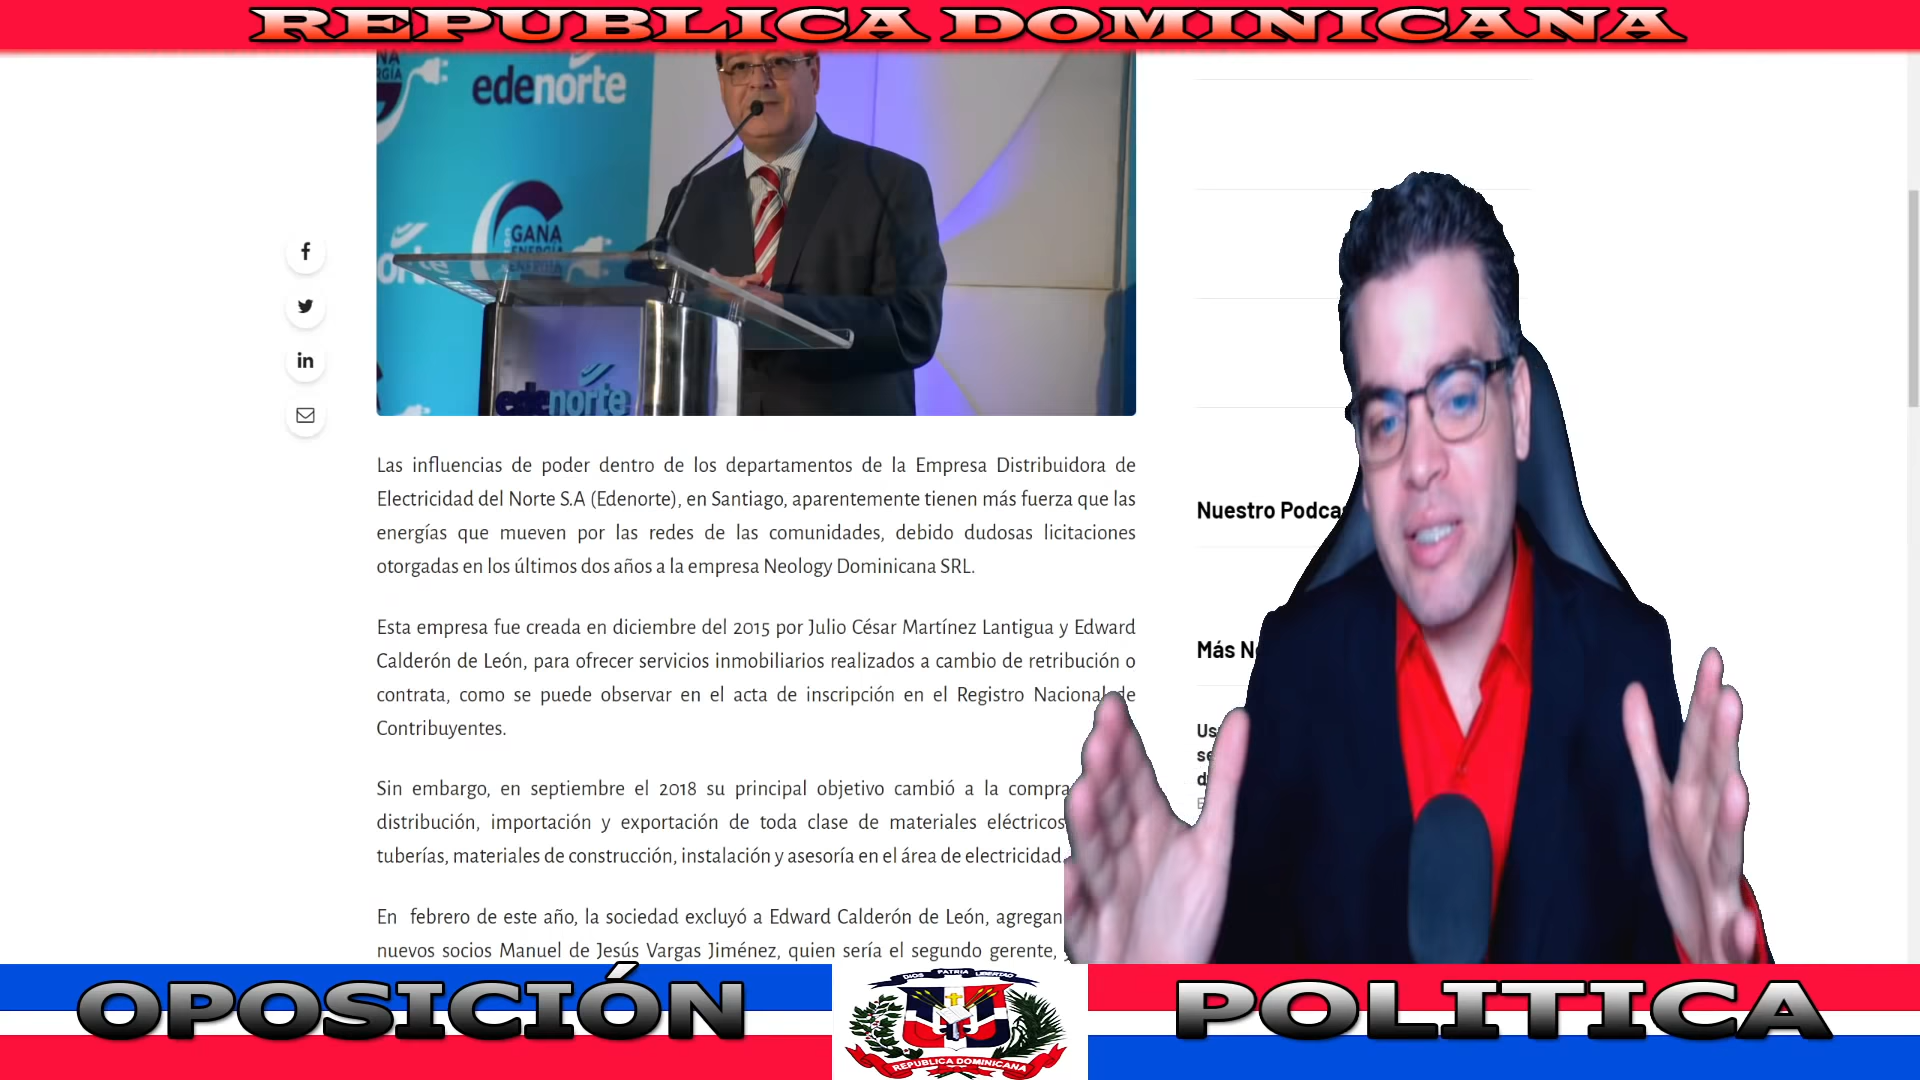 REPUBLICA DOMINICANA
edenorte
GANA
ENERGÍA
edenorte
Las influencias de poder dentro de los departamentos de la Empresa Distribuidora de
Electricidad del Norte S.A (Edenorte), en Santiago, aparentemente tienen más fuerza que las
energías que mueven por las redes de las comunidades, debido dudosas licitaciones
otorgadas en los últimos dos años a la empresa Neology Dominicana SRL.
Esta empresa fue creada en diciembre del 2015 por Julio César Martínez Lantigua y Edward
Calderón de León, para ofrecer servicios inmobiliarios realizados a cambio de retribución o
contrata, como se puede observar en el acta de inscripción en el Registro Nacional de
Contribuyentes.
Sin embargo, en septiembre el 2018 su principal objetivo cambió a la compra
distribución, importación y exportación de toda clase de materiales eléctricos
tuberías, materiales de construcción, instalación y asesoría en el área de electricidad
En febrero de este año, la sociedad excluyó a Edward Calderón de León, agregan
nuevos socios Manuel de Jesús Vargas Jiménez, quien sería el segundo gerente,
Nuestro Podca
Más N
OPOSICIÓN
DIOS PATRIA LIBERTAD
REPUBLICA DOMINICANA
POLITICA